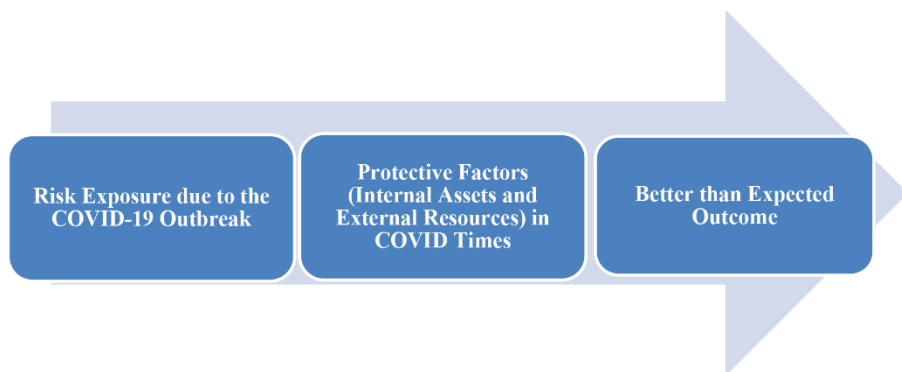 Risk Exposure due to the
COVID-19 Outbreak
Protective Factors
(Internal Assets and
External Resources) in
COVID Times
Better than Expected
Outcome